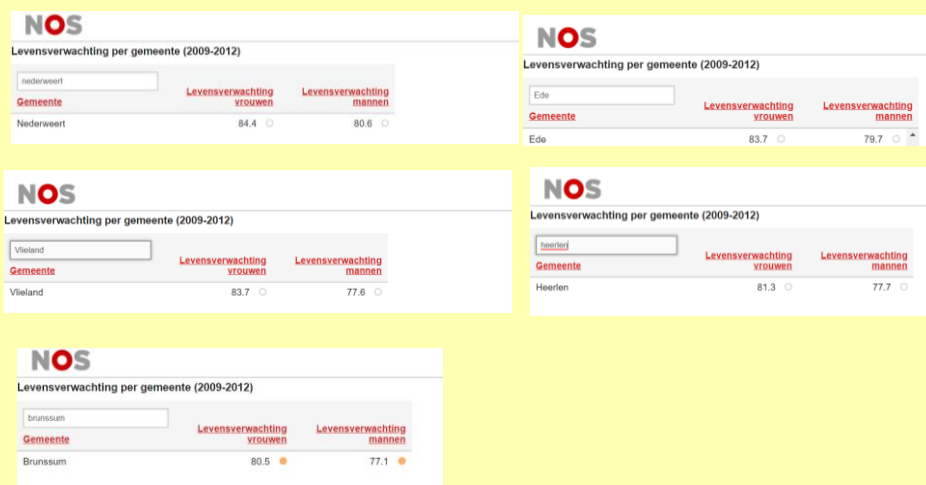 NOS
Levensverwachting per gemeente (2009-2012)
nederweert
Gemeente
Levensverwachting
vrouwen
Levensverwachting
mannen
Nederweert 84.4 80.6
NOS
Levensverwachting per gemeente (2009-2012)
Ede
Gemeente
Levensverwachting
vrouwen
Levensverwachting
mannen
Ede 83.7 79.7
NOS
Levensverwachting per gemeente (2009-2012)
Vlieland
Gemeente
Levensverwachting
vrouwen
Levensverwachting
mannen
Vlieland 83.7 77.6
NOS
Levensverwachting per gemeente (2009-2012)
heerlen
Gemeente
Levensverwachting
vrouwen
Levensverwachting
mannen
Heerlen 81.3 77.7
NOS
Levensverwachting per gemeente (2009-2012)
brunssum
Gemeente
Levensverwachting
vrouwen
Levensverwachting
mannen
Brunssum 80.5 77.1